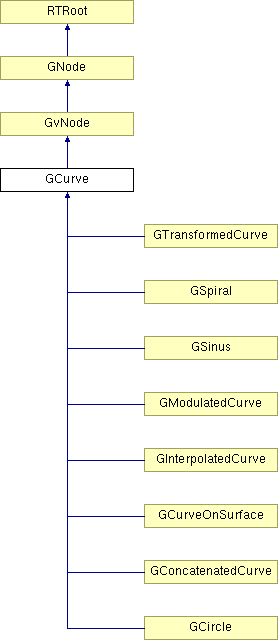 RTRoot
GNode
GvNode
GCurve
GTransformedCurve
GSpiral
GSinus
GModulatedCurve
GInterpolatedCurve
GCurveOnSurface
GConcatenatedCurve
GCircle